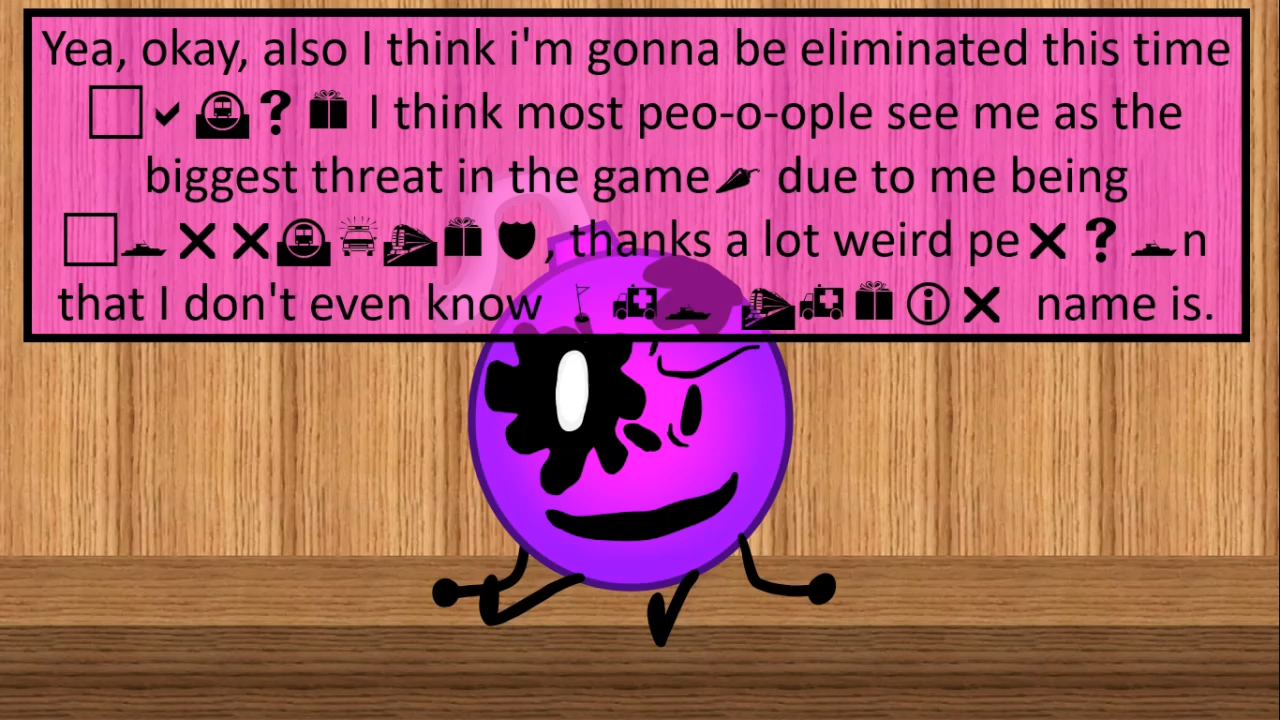 Yea, okay, also I think i'm gonna be eliminated this time
□✔🚇❓🎁 I think most peo-o-ople see me as the
biggest threat in the game🌶 due to me being
□🛥✖✖🚇🚔🚞🎁⛊, thanks a lot weird pe✖❓🛥n
that I don't even know ⛳🚑🛥 🚞🚑🎁🛈✖ name is.